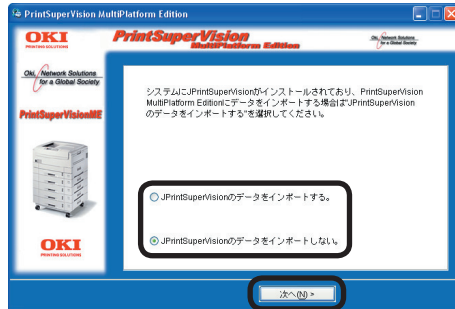 PrintSuperVision MultiPlatform Edition
OKI
PRINTING SOLUTIONS
PrintSuperVision
MultiPlatform Edition
Oki, Network Solutions
for a Global Society
Oki, Network Solutions
for a Global Society
PrintSuperVisionME
システムにJPrintSuperVisionがインストールされており、PrintSuperVision
MultiPlatform Editionにデータをインポートする場合は"JPrintSuperVision
のデータをインポートする"を選択してください。
JPrintSuperVisionのデータをインポートする。
JPrintSuperVisionのデータをインポートしない。
OKI
PRINTING SOLUTIONS
次へ(N) >